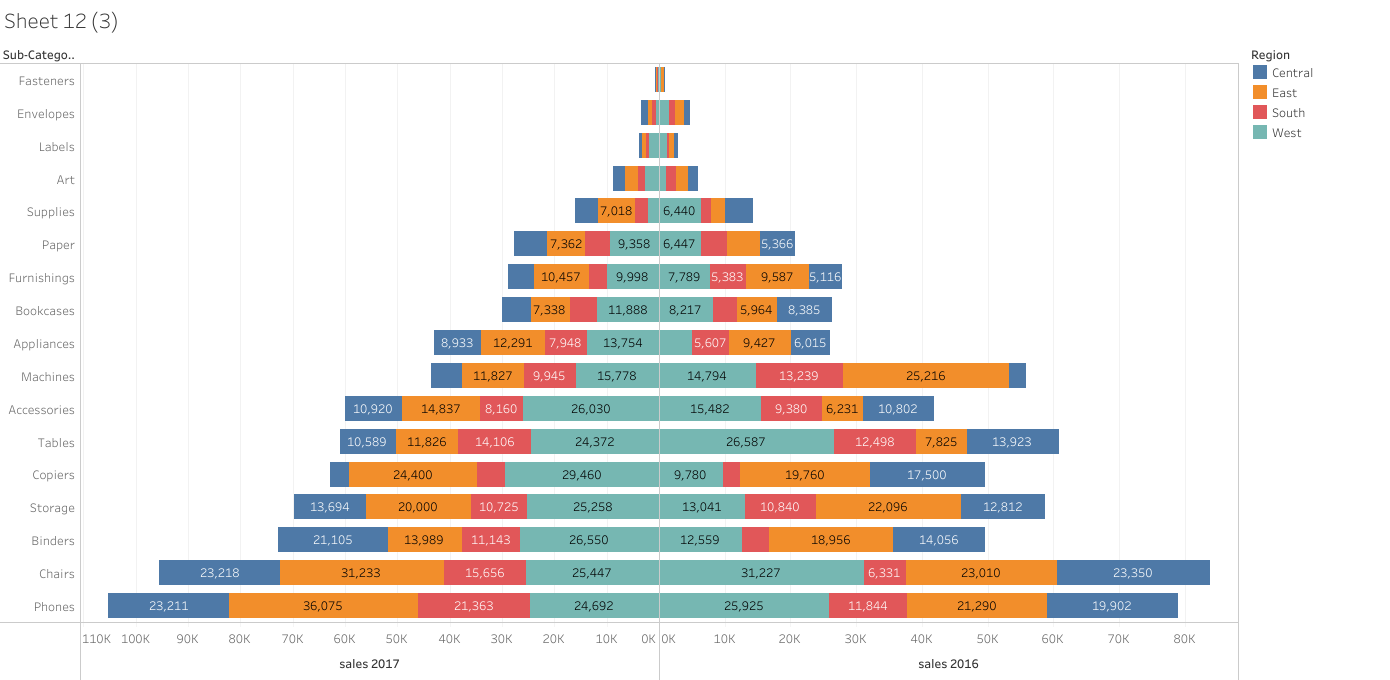 Sheet 12 (3)
Sub-Catego..
Region
Central
East
South
West
Fasteners
Envelopes
Labels
Art
Supplies 7,018 6,440
Paper 7,362 9,358 6,447 5,366
Furnishings 10,457 9,998 7,789 5,383 9,587 5,116
Bookcases 7,338 11,888 8,217 5,964 8,385
Appliances 8,933 12,291 7,948 13,754 5,607 9,427 6,015
Machines 11,827 9,945 15,778 14,794 13,239 25,216
Accessories 10,920 14,837 8,160 26,030 15,482 9,380 6,231 10,802
Tables 10,589 11,826 14,106 24,372 26,587 12,498 7,825 13,923
Copiers 24,400 29,460 9,780 19,760 17,500
Storage 13,694 20,000 10,725 25,258 13,041 10,840 22,096 12,812
Binders 21,105 13,989 11,143 26,550 12,559 18,956 14,056
Chairs 23,218 31,233 15,656 25,447 31,227 6,331 23,010 23,350
Phones 23,211 36,075 21,363 24,692 25,925 11,844 21,290 19,902
110K 100K 90K 80K 70K 60K 50K 40K 30K 20K 10K 0K 0K 10K 20K 30K 40K 50K 60K 70K 80K
sales 2017 sales 2016